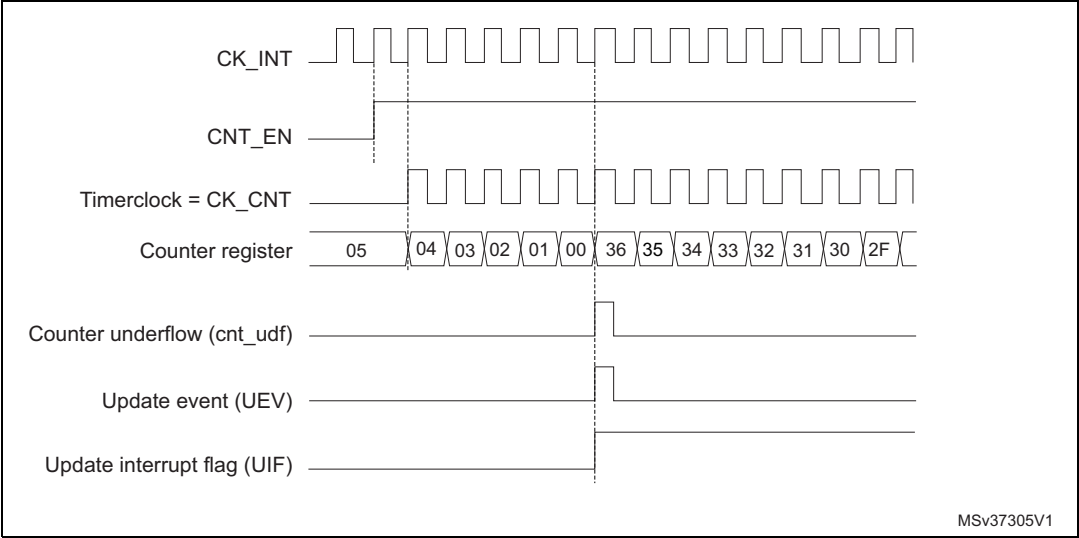 CK_INT
CNT_EN
Timerclock = CK_CNT
Counter register 05 04 03 02 01 00 36 35 34 33 32 31 30 2F
Counter underflow (cnt_udf)
Update event (UEV)
Update interrupt flag (UIF)
MSv37305V1